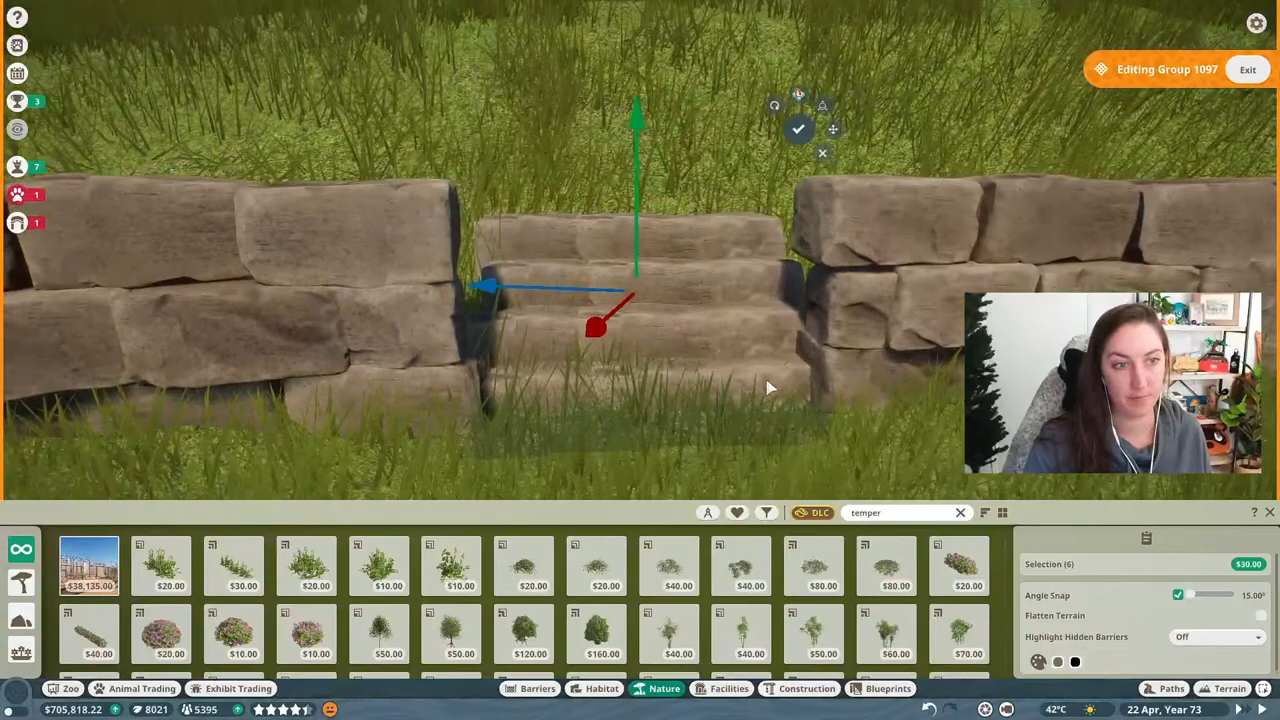 Editing Group 1097 Exit
3
7
1
1
DLC temper
$38,135.00 $20.00 $30.00 $20.00 $10.00 $10.00 $20.00 $20.00 $40.00 $40.00 $80.00 $80.00 $20.00
$40.00 $20.00 $10.00 $10.00 $50.00 $50.00 $120.00 $160.00 $40.00 $40.00 $50.00 $60.00 $70.00
Selection (6) $30.00
Angle Snap 15.00°
Flatten Terrain
Highlight Hidden Barriers Off
Zoo Animal Trading Exhibit Trading Barriers Habitat Nature Facilities Construction Blueprints Paths Terrain
$705,818.22 8021 5395 42°C 22 Apr, Year 73